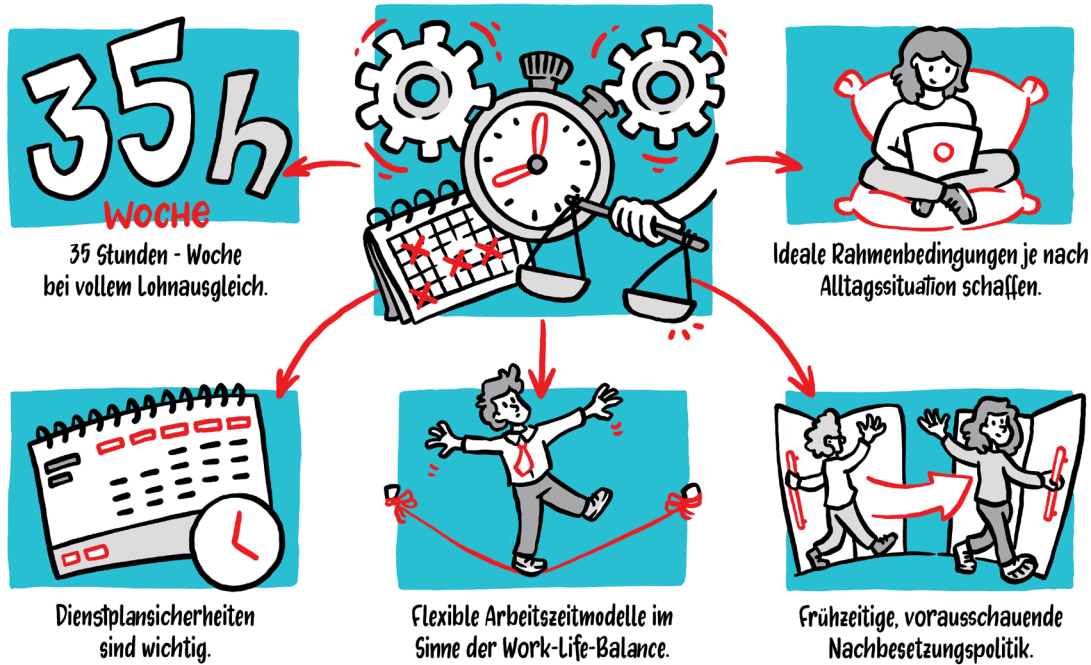 35h
WOCHE
35 Stunden - Woche
bei vollem Lohnausgleich.
Ideale Rahmenbedingungen je nach
Alltagssituation schaffen.
Dienstplansicherheiten
sind wichtig.
Flexible Arbeitszeitmodelle im
Sinne der Work-Life-Balance.
Frühzeitige, vorausschauende
Nachbesetzungspolitik.